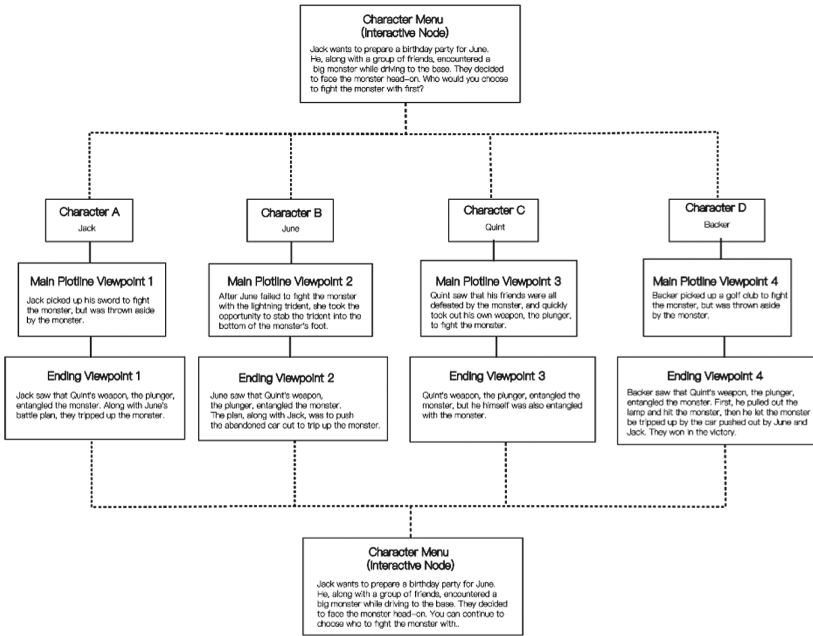 Character Menu
(Interactive Node)
Jack wants to prepare a birthday party for June.
He, along with a group of friends, encountered a
big monster while driving to the base. They decided
to face the monster head-on. Who would you choose
to fight the monster with first?
Character A
Jack
Character B
June
Character C
Quint
Character D
Backer
Main Plotline Viewpoint 1
Jack picked up his sword to fight
the monster, but was thrown aside
by the monster.
Main Plotline Viewpoint 2
After June failed to fight the monster
with the lightning trident, she took the
opportunity to stab the trident into the
bottom of the monster's foot.
Main Plotline Viewpoint 3
Quint saw that his friends were all
defeated by the monster, and quickly
took out his own weapon, the plunger,
to fight the monster.
Main Plotline Viewpoint 4
Backer picked up a golf club to fight
the monster, but was thrown aside
by the monster.
Ending Viewpoint 1
Jack saw that Quint's weapon, the plunger,
entangled the monster. Along with June's
battle plan, they tripped up the monster.
Ending Viewpoint 2
June saw that Quint's weapon,
the plunger, entangled the monster.
The plan, along with Jack, was to push
the abandoned car out to trip up the monster.
Ending Viewpoint 3
Quint's weapon, the plunger, entangled the
monster, but he himself was also entangled
with the monster.
Ending Viewpoint 4
Backer saw that Quint's weapon, the plunger,
entangled the monster. First, he pulled out the
lamp and hit the monster, then he let the monster
be tripped up by the car pushed out by June and
Jack. They won in the victory.
Character Menu
(Interactive Node)
Jack wants to prepare a birthday party for June.
He, along with a group of friends, encountered a
big monster while driving to the base. They decided
to face the monster head-on. You can continue to
choose who to fight the monster with..